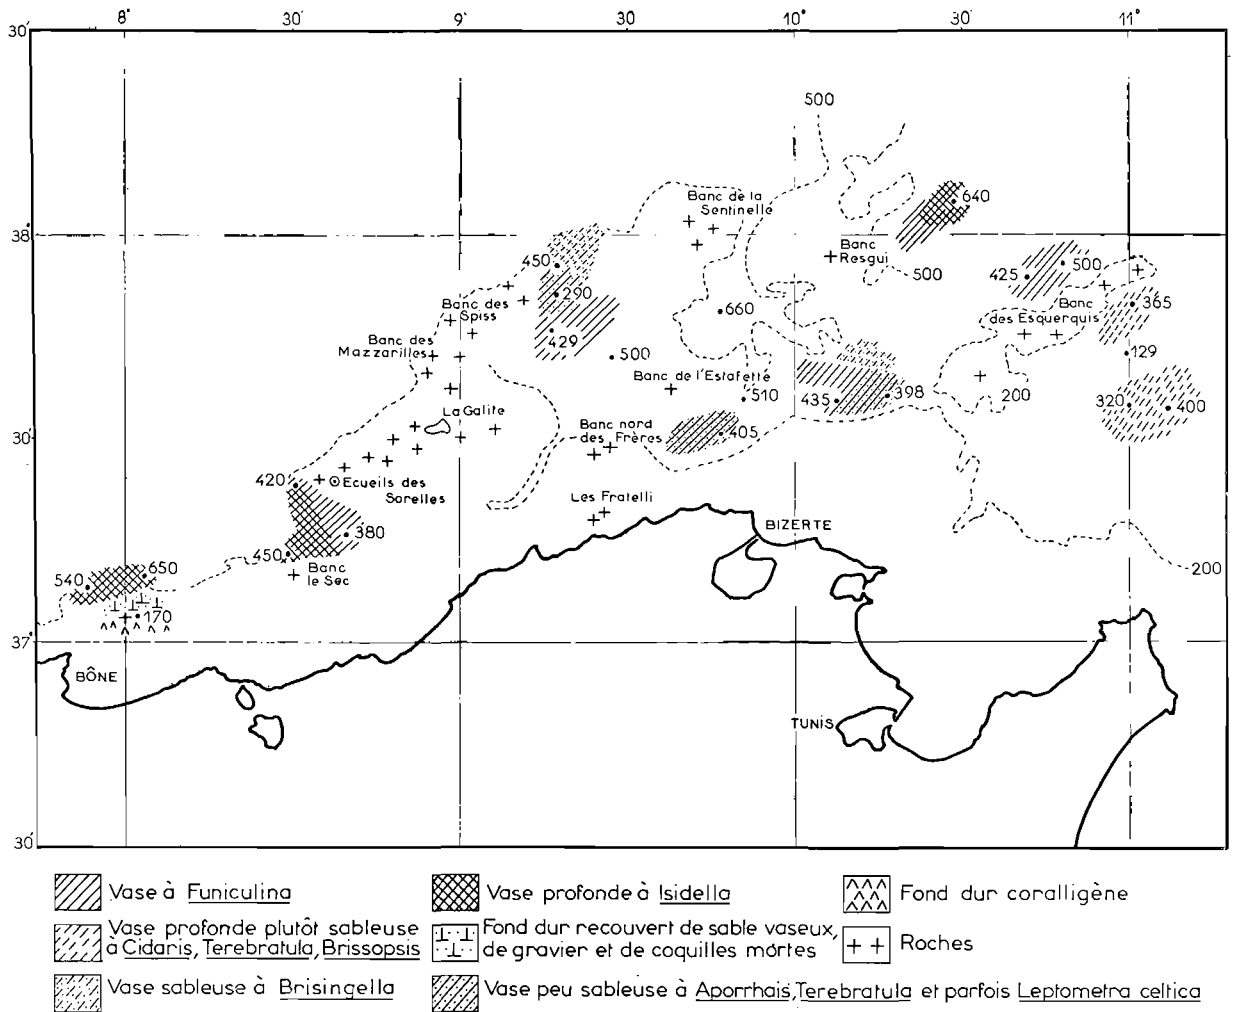 8° 30' 9° 30 10° 30' 11°
30'
500
640
Banc de la
Sentinelle
38°
Banc
Resgui
500
450
425
500
290
Banc des
Spiss
365
Banc
des Esquerquis
660
429
Banc des
Mazzarilles
500
129
Banc de l'Estafette
510
435
398
200
320
400
La Galite
30'
Banc nord
des Frères
405
420
Ecueils des
Sorelles
Les Fratelli
380
BIZERTE
450
Banc
le Sec
540
650
200
170
37°
BÔNE
TUNIS
30'
Vase à Funiculina
Vase profonde à Isidella
Fond dur coralligène
Vase profonde plutôt sableuse
à Cidaris, Terebratula, Brissopsis
Fond dur recouvert de sable vaseux,
de gravier et de coquilles mortes
Roches
Vase sableuse à Brisingella
Vase peu sableuse à Aporrhais, Terebratula et parfois Leptometra celtica